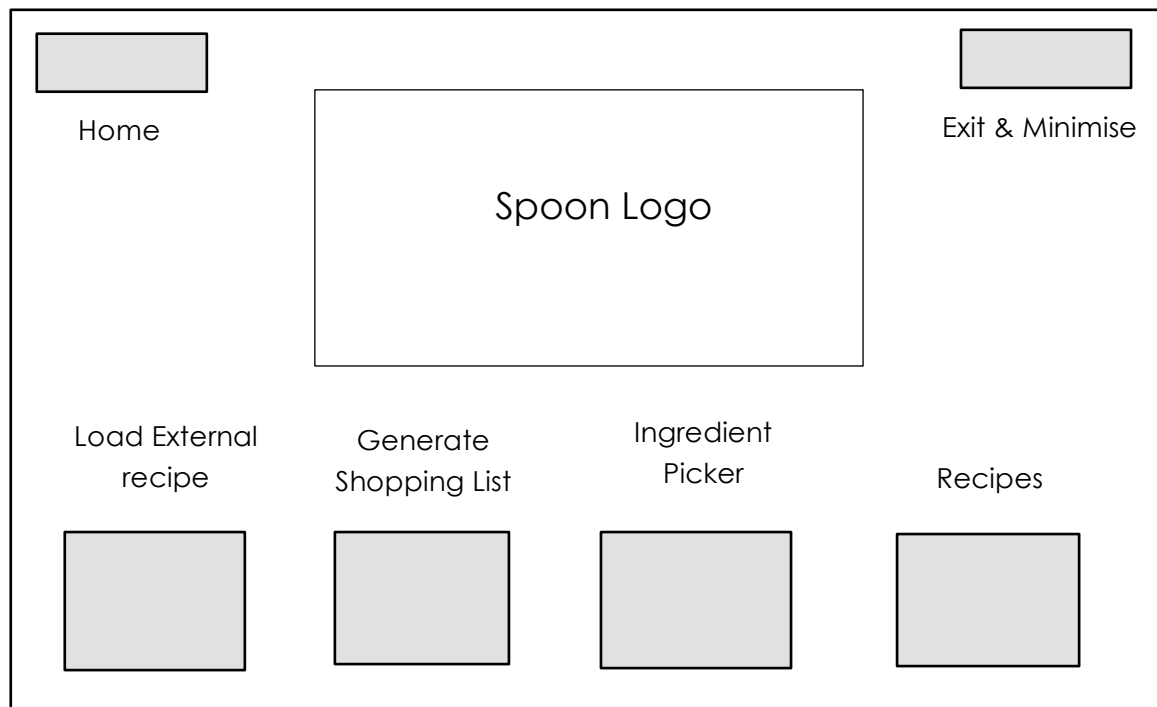 Home
Exit & Minimise
Spoon Logo
Load External
recipe
Generate
Shopping List
Ingredient
Picker
Recipes